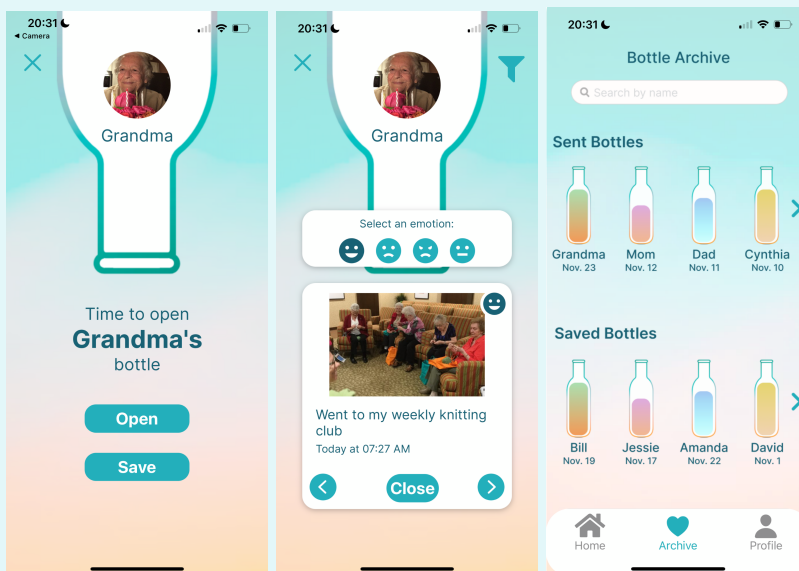 20:31
Camera
Grandma
Time to open
Grandma's
bottle
Open
Save
20:31
Grandma
Select an emotion:
Went to my weekly knitting
club
Today at 07:27 AM
Close
20:31
Bottle Archive
Search by name
Sent Bottles
Grandma Mom Dad Cynthia
Nov. 23 Nov. 12 Nov. 11 Nov. 10
Saved Bottles
Bill Jessie Amanda David
Nov. 19 Nov. 17 Nov. 22 Nov. 1
Home Archive Profile